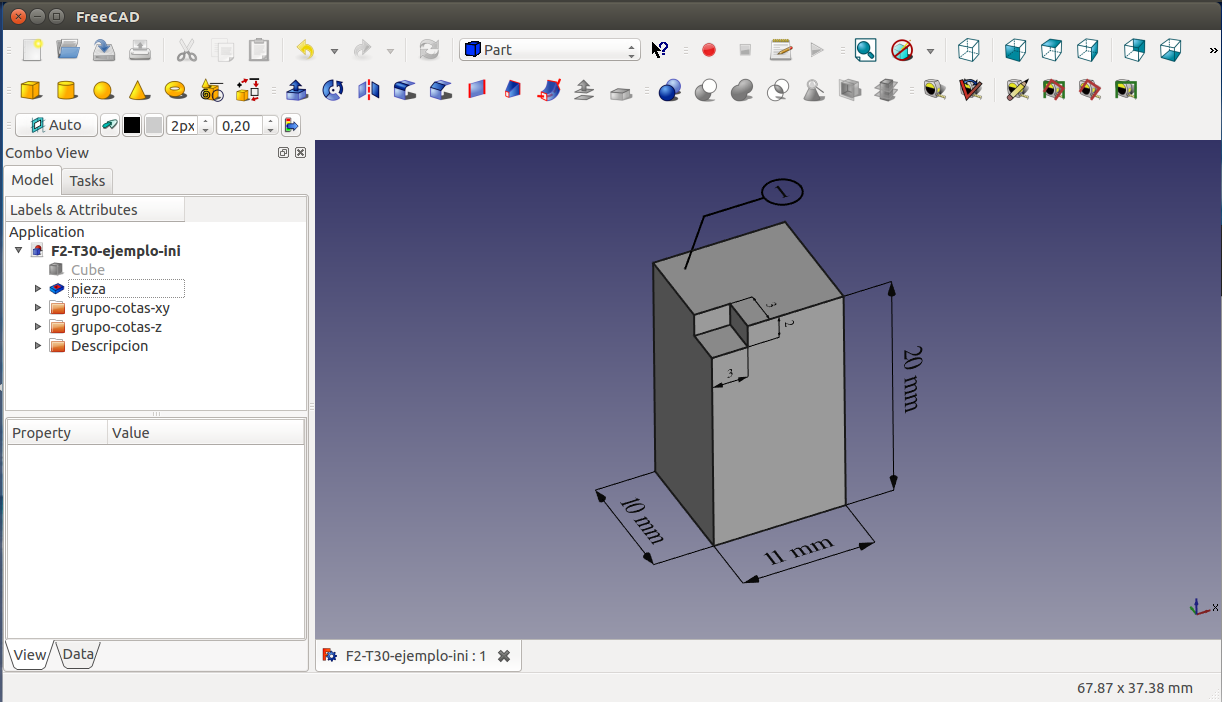 FreeCAD
Part
»
Auto
2px
0,20
Combo View
Model
Tasks
Labels & Attributes
Application
F2-T30-ejemplo-ini
Cube
pieza
grupo-cotas-xy
grupo-cotas-z
Descripcion
Property
Value
View
Data
1
3
2
3
20 mm
10 mm
11 mm
X
F2-T30-ejemplo-ini : 1
67.87 x 37.38 mm